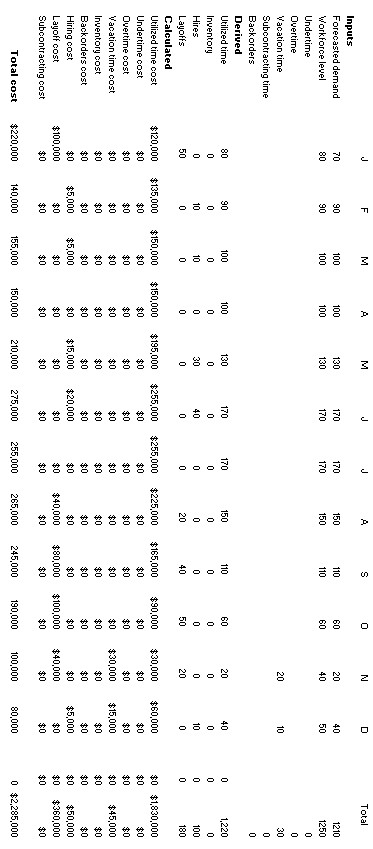 J F M A M J J A S O N D Total
Inputs
Forecasted demand 70 90 100 100 130 170 170 150 110 60 20 40 1210
Workforce level 80 90 100 100 130 170 170 150 110 60 40 50 1250
Undertime 0
Overtime 0
Vacation time 20 10 30
Subcontracting time 0
Backorders 0
Derived
Utilized time 80 90 100 100 130 170 170 150 110 60 20 40 0 1,220
Inventory 0 0 0 0 0 0 0 0 0 0 0 0 0
Hires 0 10 10 0 30 40 0 0 0 0 0 10 100
Layoffs 50 0 0 0 0 0 0 20 40 50 20 0 180
Calculated
Utilized time cost $120,000 $135,000 $150,000 $150,000 $195,000 $255,000 $255,000 $225,000 $165,000 $90,000 $30,000 $60,000 $0 $1,830,000
Undertime cost $0 $0 $0 $0 $0 $0 $0 $0 $0 $0 $0 $0 $0 $0
Overtime cost $0 $0 $0 $0 $0 $0 $0 $0 $0 $0 $0 $0 $0 $0
Vacation time cost $0 $0 $0 $0 $0 $0 $0 $0 $0 $0 $30,000 $15,000 $0 $45,000
Inventory cost $0 $0 $0 $0 $0 $0 $0 $0 $0 $0 $0 $0 $0 $0
Backorders cost $0 $0 $0 $0 $0 $0 $0 $0 $0 $0 $0 $0 $0 $0
Hiring cost $0 $5,000 $5,000 $0 $15,000 $20,000 $0 $0 $0 $0 $0 $5,000 $0 $50,000
Layoff cost $100,000 $0 $0 $0 $0 $0 $0 $40,000 $80,000 $100,000 $40,000 $0 $0 $360,000
Subcontracting cost $0 $0 $0 $0 $0 $0 $0 $0 $0 $0 $0 $0 $0 $0
Total cost $220,000 140,000 155,000 150,000 210,000 275,000 255,000 265,000 245,000 190,000 100,000 80,000 0 $2,285,000